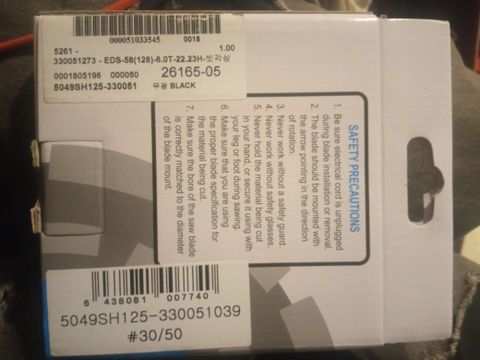 000051033545 0018
5261 - 1.00
330051273 - EDS-58(128)-6.0T-22.23H-빗각상
0001805196 000050 26165-05
5049SH125-330051 무광 BLACK
SAFETY PRECAUTIONS
1. Be sure electrical cord is unplugged
during blade installation or removal.
2. The blade should be mounted with
the arrow pointing in the direction
of rotation.
3. Never work without a safety guard.
4. Never work without safety glasses.
5. Never hold the material being cut
in your hand, or secure it using with
your leg or foot during sawing.
6. Make sure that you are using
the proper blade specification for
the material being cut.
7. Make sure the bore of the saw blade
is correctly matched to the diameter
of the blade mount.
6 438081 007740
5049SH125-330051039
#30/50